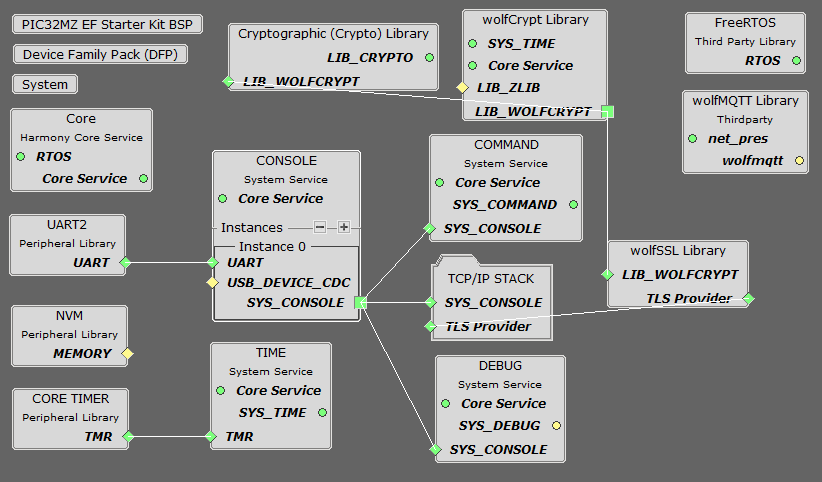 PIC32MZ EF Starter Kit BSP
Device Family Pack (DFP)
System
Cryptographic (Crypto) Library
LIB_CRYPTO
LIB_WOLFCRYPT
wolfCrypt Library
SYS_TIME
Core Service
LIB_ZLIB
LIB_WOLFCRYPT
FreeRTOS
Third Party Library
RTOS
wolfMQTT Library
Thirdparty
net_pres
wolfmqtt
Core
Harmony Core Service
RTOS
Core Service
CONSOLE
System Service
Core Service
Instances
Instance 0
UART
USB_DEVICE_CDC
SYS_CONSOLE
COMMAND
System Service
Core Service
SYS_COMMAND
SYS_CONSOLE
UART2
Peripheral Library
UART
TCP/IP STACK
SYS_CONSOLE
TLS Provider
wolfSSL Library
LIB_WOLFCRYPT
TLS Provider
NVM
Peripheral Library
MEMORY
TIME
System Service
Core Service
SYS_TIME
TMR
DEBUG
System Service
Core Service
SYS_DEBUG
SYS_CONSOLE
CORE TIMER
Peripheral Library
TMR